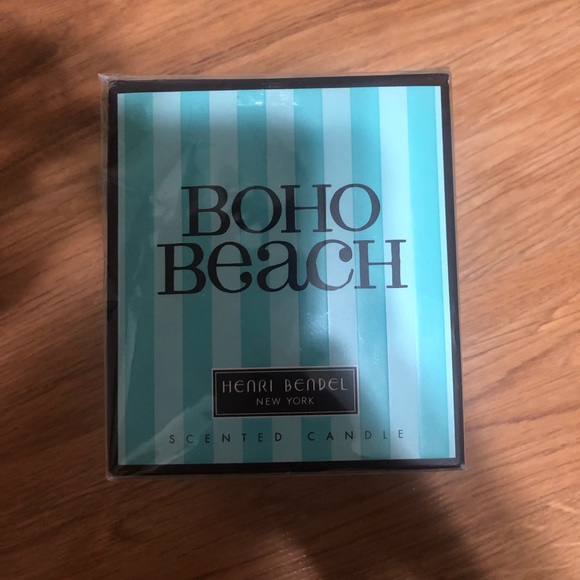 BOHO
BeacH
HENRI BENDEL
NEW YORK
SCENTED CANDLE